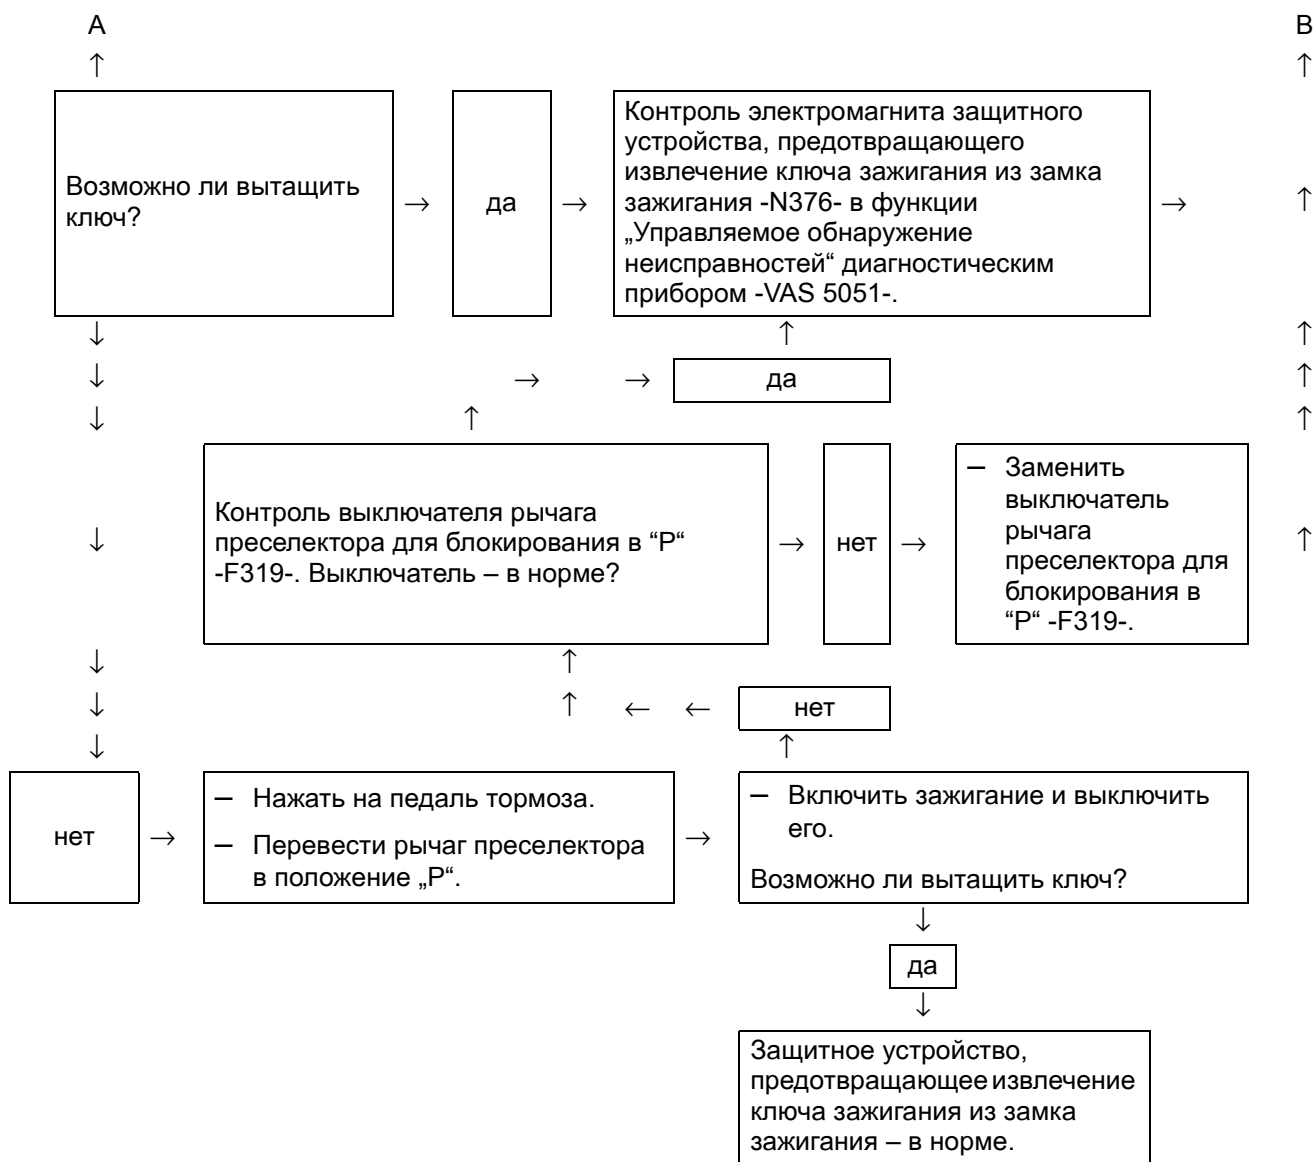 A
B
↑
↑
Возможно ли вытащить
ключ?
→
да
→
Контроль электромагнита защитного
устройства, предотвращающего
извлечение ключа зажигания из замка
зажигания -N376- в функции
„Управляемое обнаружение
неисправностей“ диагностическим
прибором -VAS 5051-.
→
↑
↓
↑
↑
↓
→
→
да
↑
↓
↑
↑
↓
Контроль выключателя рычага
преселектора для блокирования в “P“
-F319-. Выключатель – в норме?
→
нет
→
– Заменить
выключатель
рычага
преселектора для
блокирования в
“P“ -F319-.
↑
↓
↑
↓
↑
←
←
нет
↓
↑
нет
→
– Нажать на педаль тормоза.
– Перевести рычаг преселектора
в положение „P“.
→
– Включить зажигание и выключить
его.
Возможно ли вытащить ключ?
↓
да
↓
Защитное устройство,
предотвращающее извлечение
ключа зажигания из замка
зажигания – в норме.